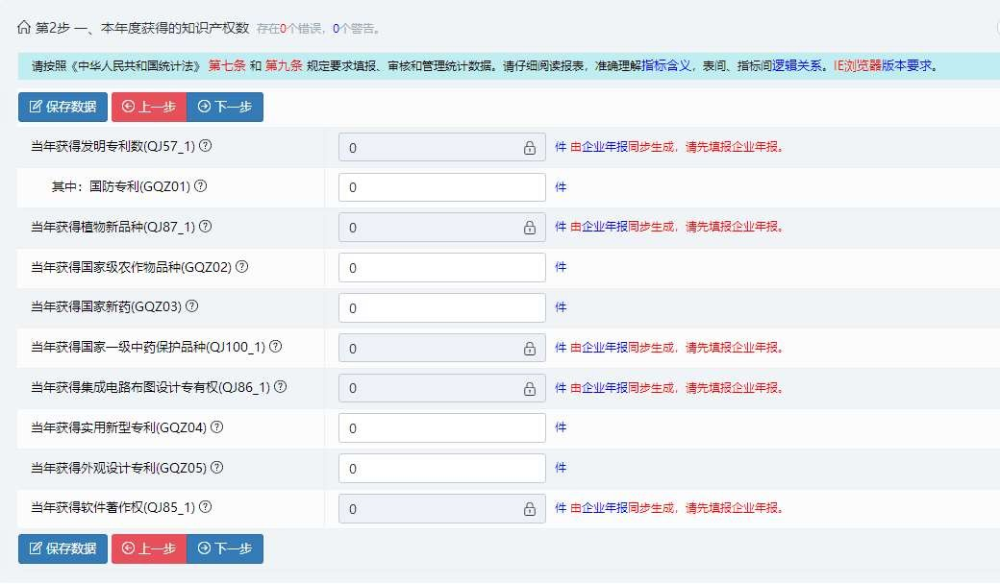 第2步 一、本年度获得的知识产权数 存在0个错误，0个警告。
请按照《中华人民共和国统计法》 第七条 和 第九条 规定要求填报、审核和管理统计数据。请仔细阅读报表，准确理解指标含义，表间、指标间逻辑关系。IE浏览器版本要求。
保存数据 上一步 下一步
当年获得发明专利数(QJ57_1) 0 件 由企业年报同步生成，请先填报企业年报。
其中：国防专利(GQZ01) 0 件
当年获得植物新品种(QJ87_1) 0 件 由企业年报同步生成，请先填报企业年报。
当年获得国家级农作物品种(GQZ02) 0 件
当年获得国家新药(GQZ03) 0 件
当年获得国家一级中药保护品种(QJ100_1) 0 件 由企业年报同步生成，请先填报企业年报。
当年获得集成电路布图设计专有权(QJ86_1) 0 件 由企业年报同步生成，请先填报企业年报。
当年获得实用新型专利(GQZ04) 0 件
当年获得外观设计专利(GQZ05) 0 件
当年获得软件著作权(QJ85_1) 0 件 由企业年报同步生成，请先填报企业年报。
保存数据 上一步 下一步